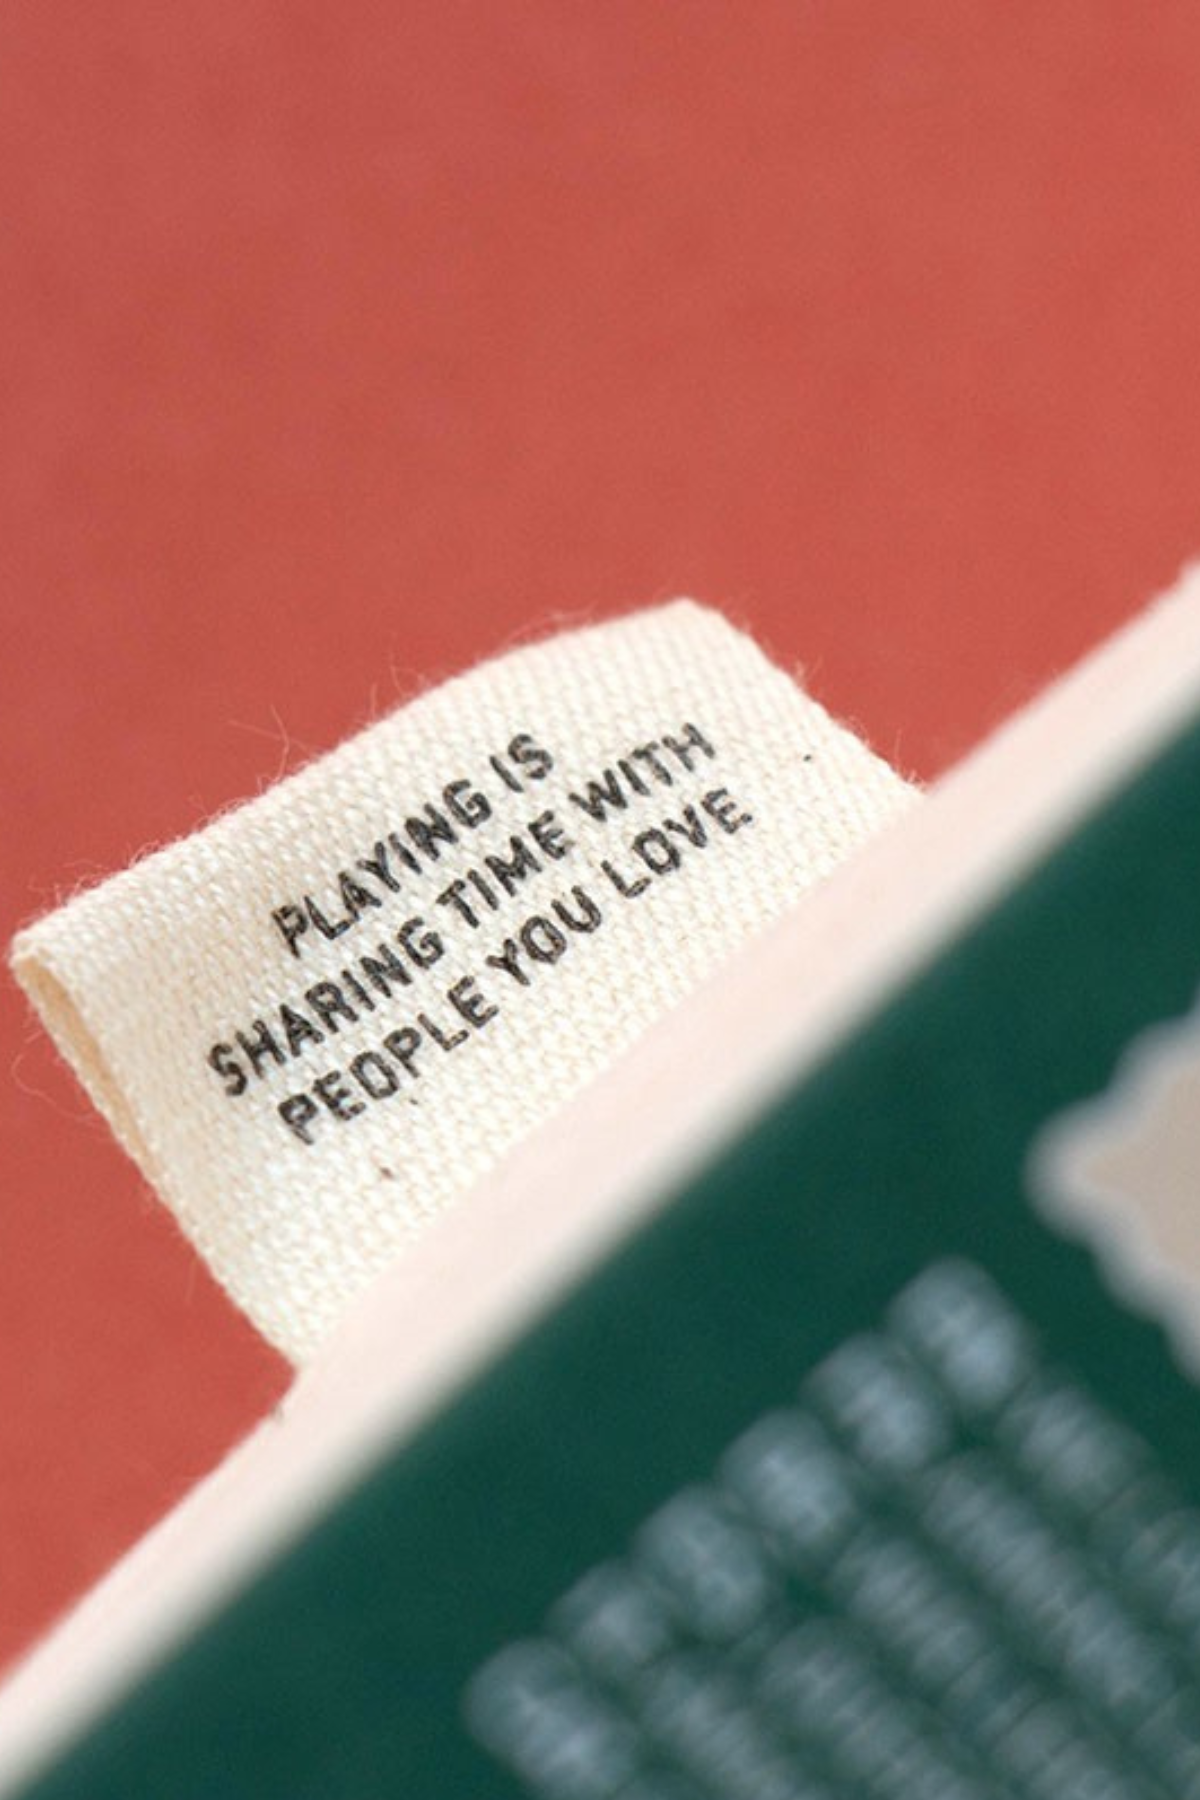 PLAYING IS
SHARING TIME WITH
PEOPLE YOU LOVE